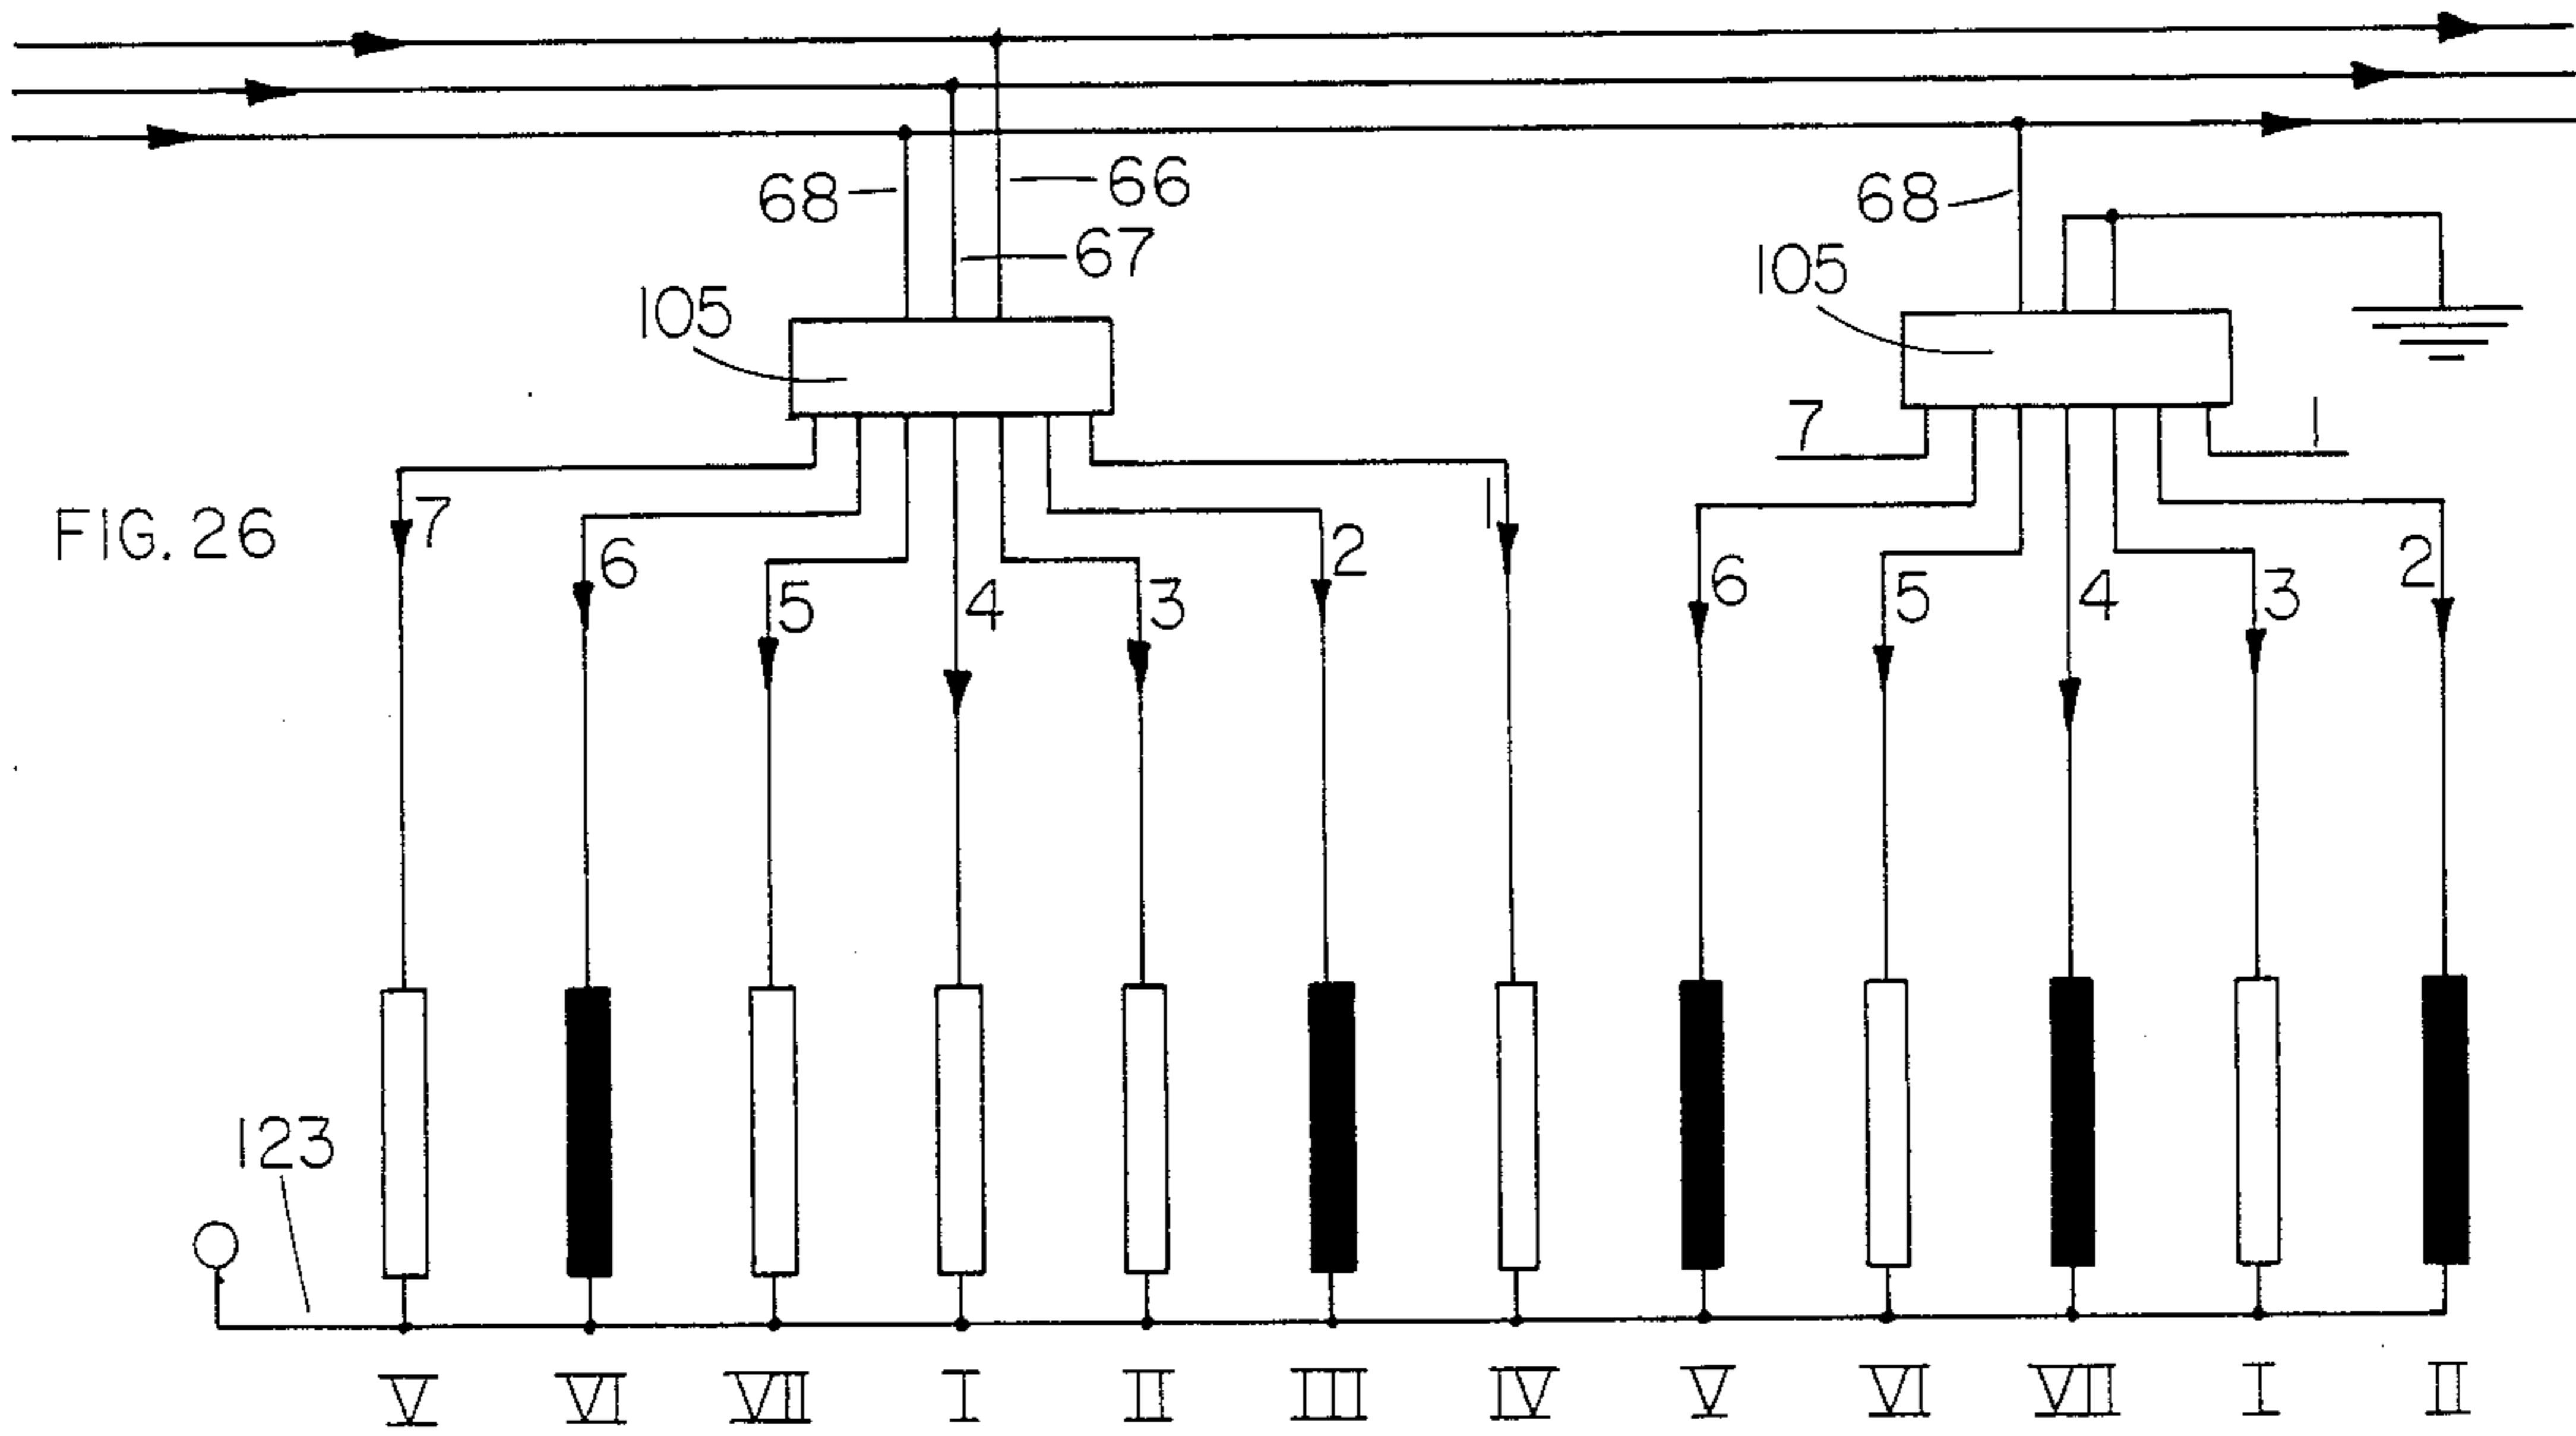 68 66 68
67
105 105
7 1
FIG. 26
7 6 5 4 3 2 1 6 5 4 3 2
123
V VI VII I II III IV V VI VII I II